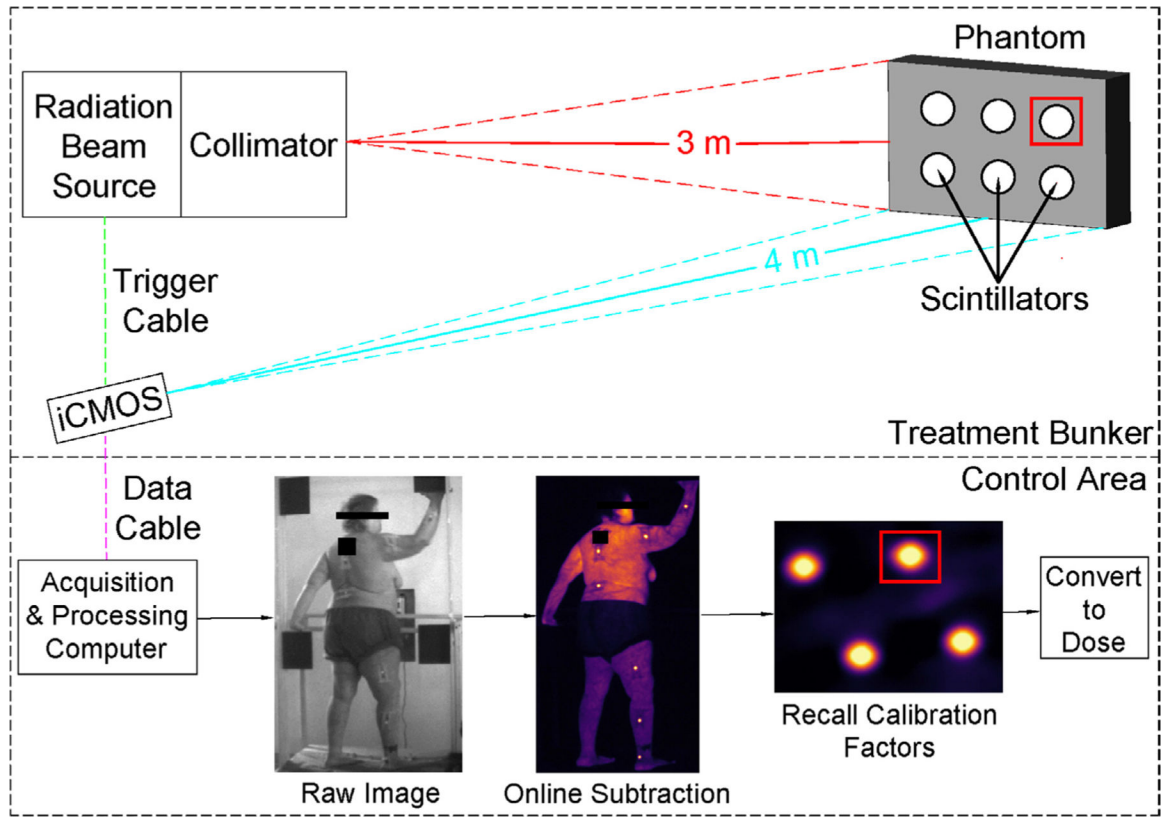 Phantom
Radiation
Beam
Source
Collimator
3 m
4 m
Trigger
Cable
Scintillators
iCMOS
Treatment Bunker
Control Area
Data
Cable
Acquisition
& Processing
Computer
Convert
to
Dose
Recall Calibration
Factors
Raw Image
Online Subtraction